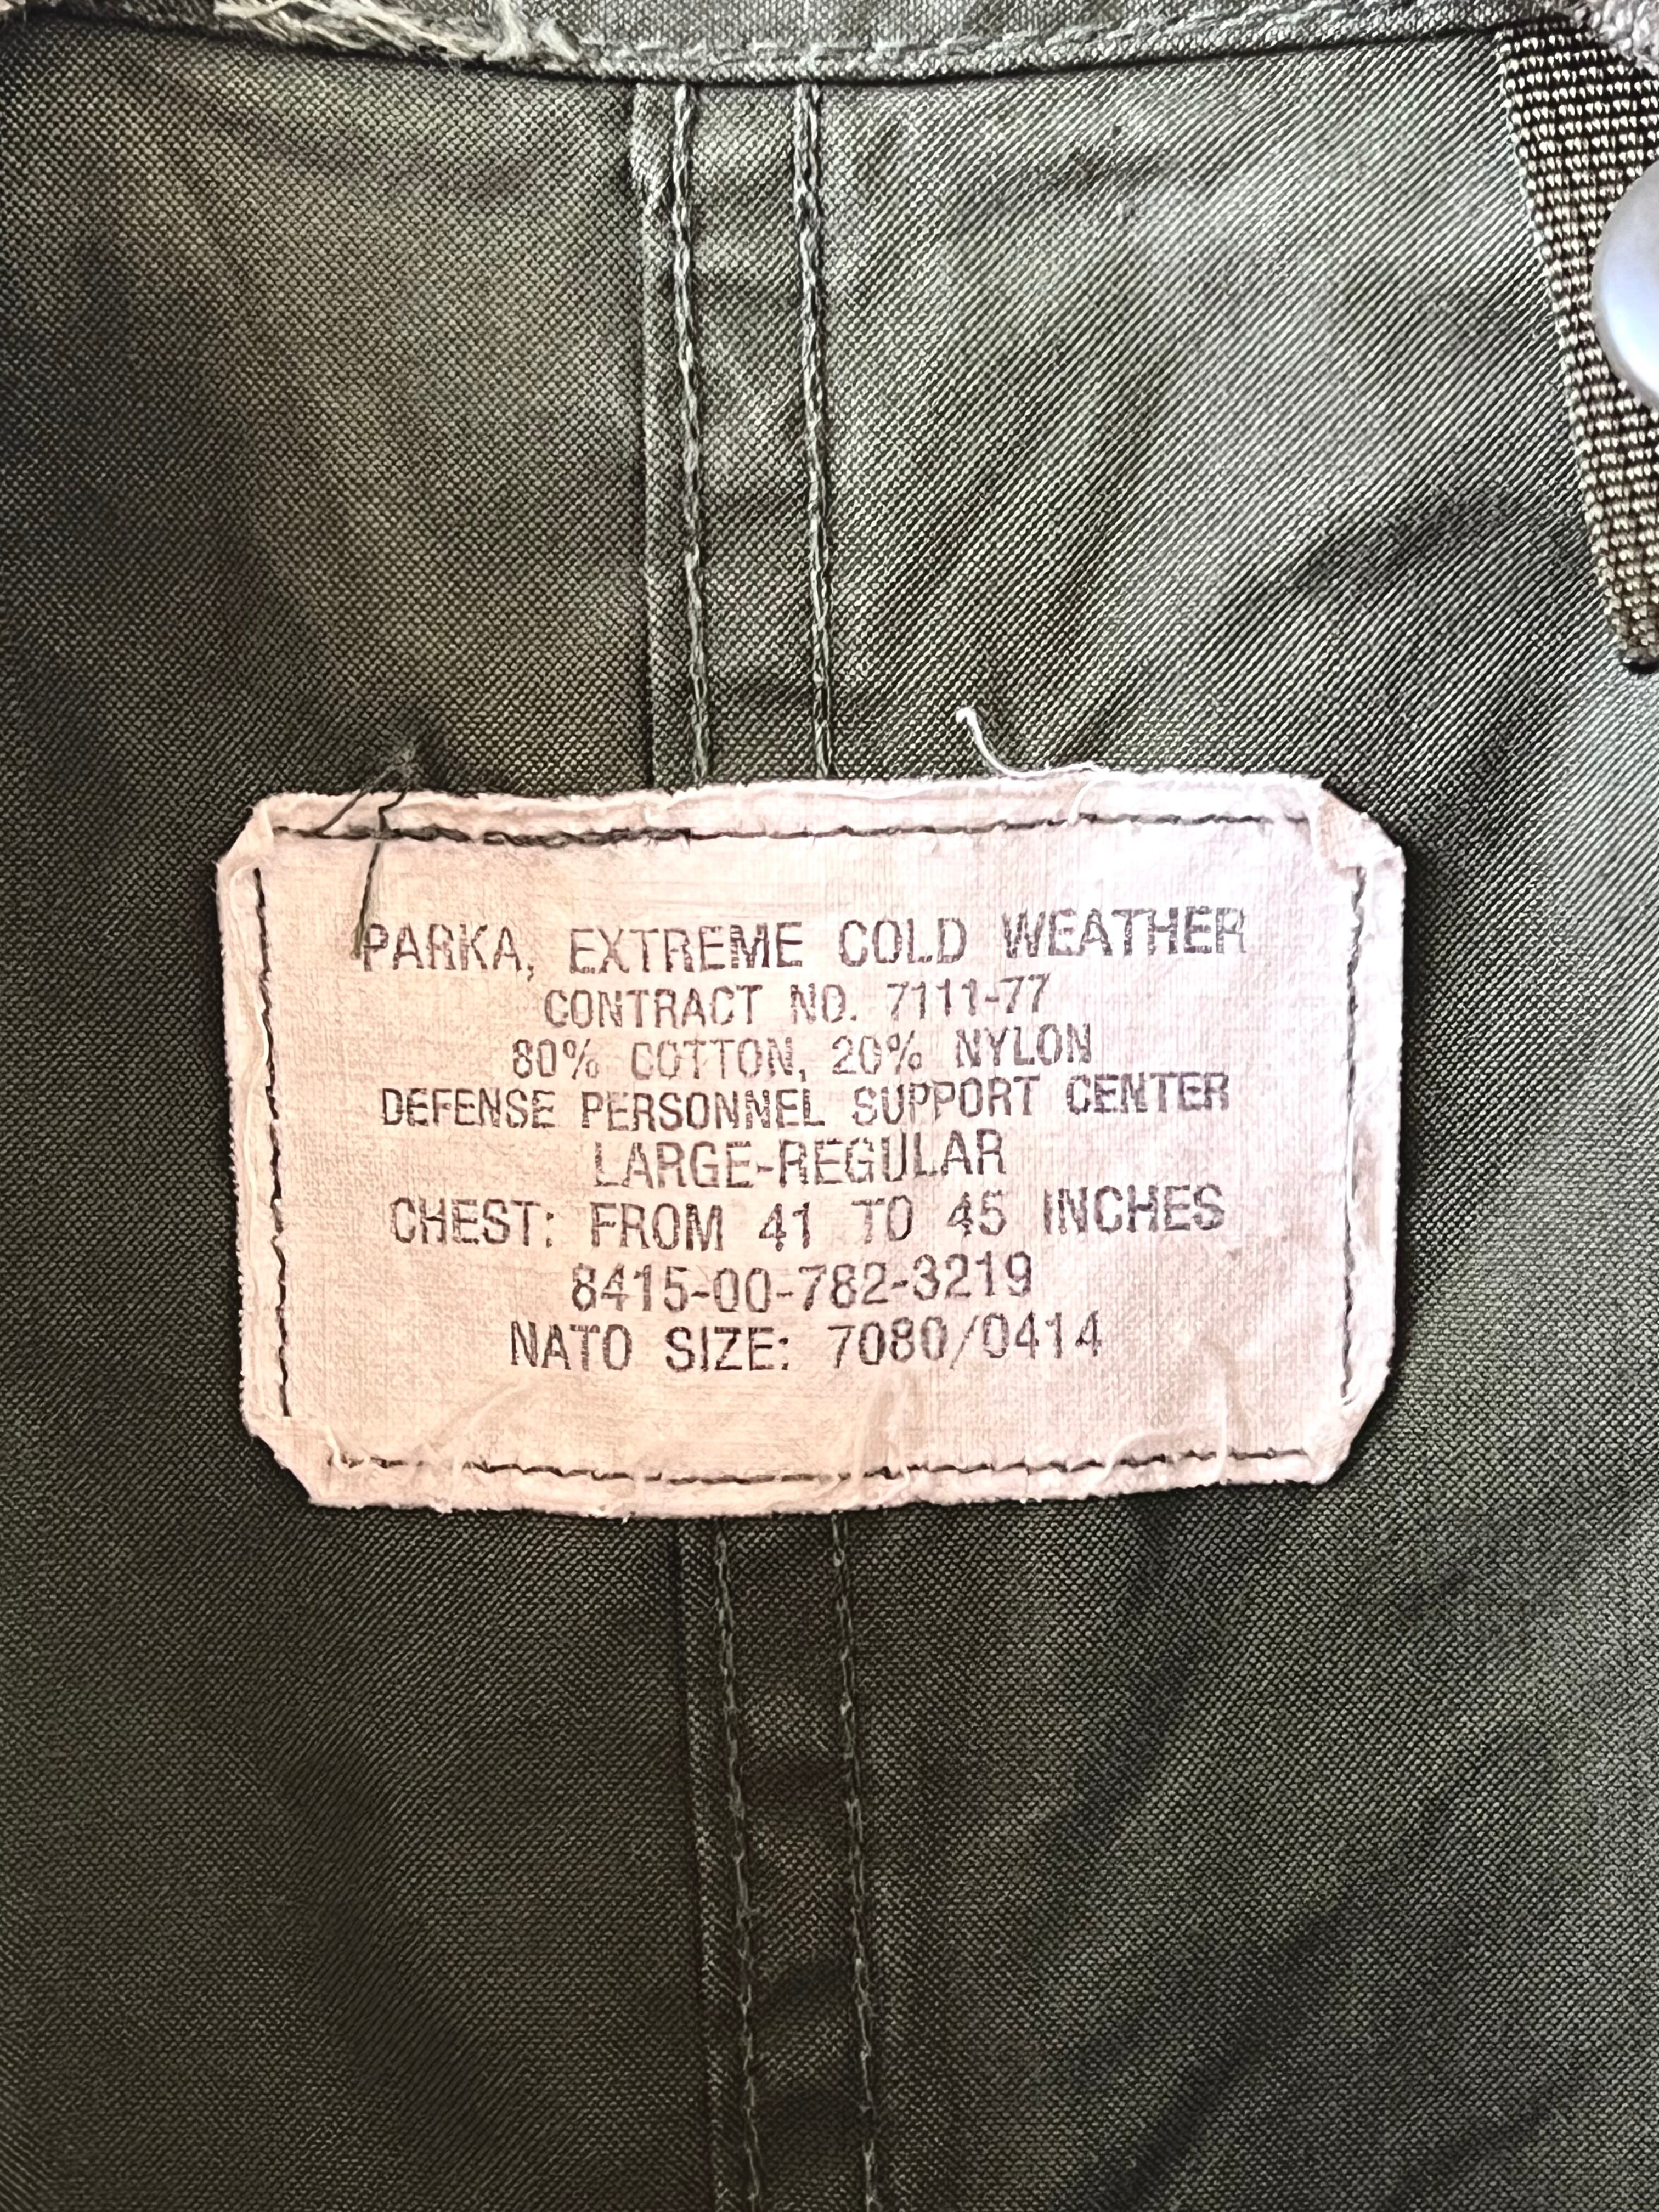 PARKA, EXTREME COLD WEATHER
CONTRACT NO. 7111-77
80% COTTON, 20% NYLON
DEFENSE PERSONNEL SUPPORT CENTER
LARGE-REGULAR
CHEST: FROM 41 TO 45 INCHES
8415-00-782-3219
NATO SIZE: 7080/0414